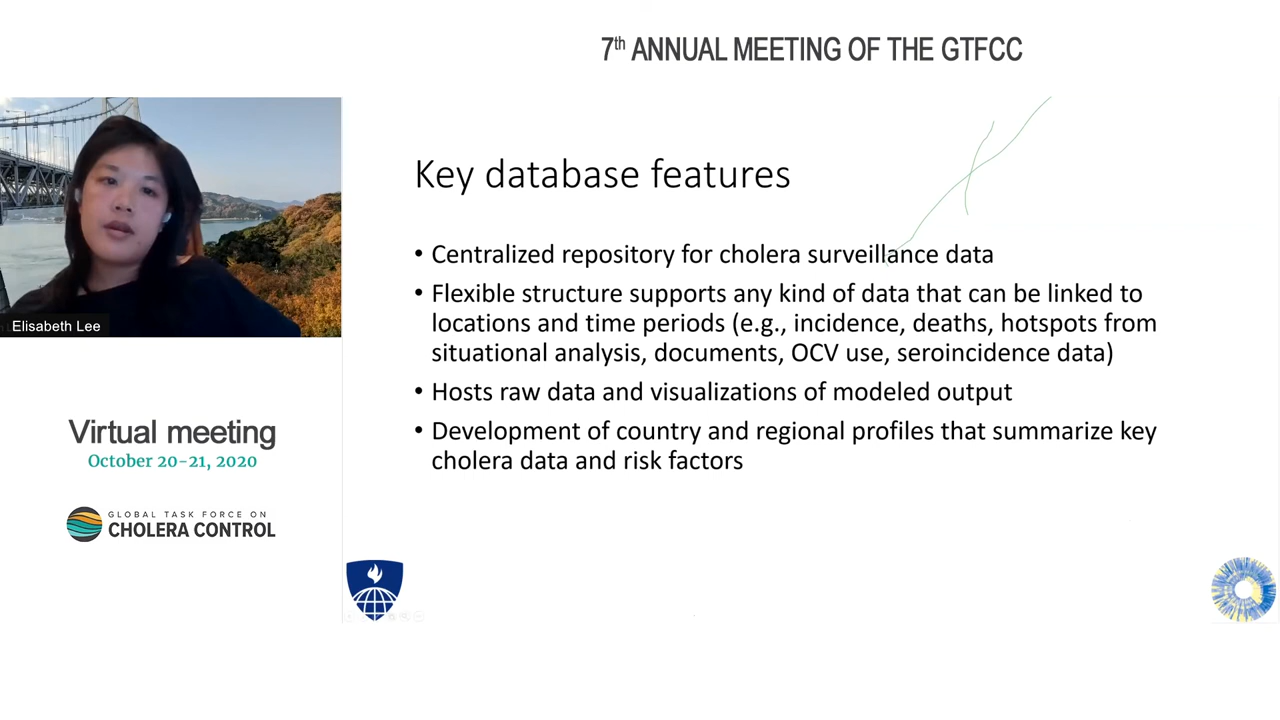 7th ANNUAL MEETING OF THE GTFCC
Elisabeth Lee
Virtual meeting
October 20-21, 2020
GLOBAL TASK FORCE ON
CHOLERA CONTROL
Key database features
• Centralized repository for cholera surveillance data
• Flexible structure supports any kind of data that can be linked to
locations and time periods (e.g., incidence, deaths, hotspots from
situational analysis, documents, OCV use, seroincidence data)
• Hosts raw data and visualizations of modeled output
• Development of country and regional profiles that summarize key
cholera data and risk factors